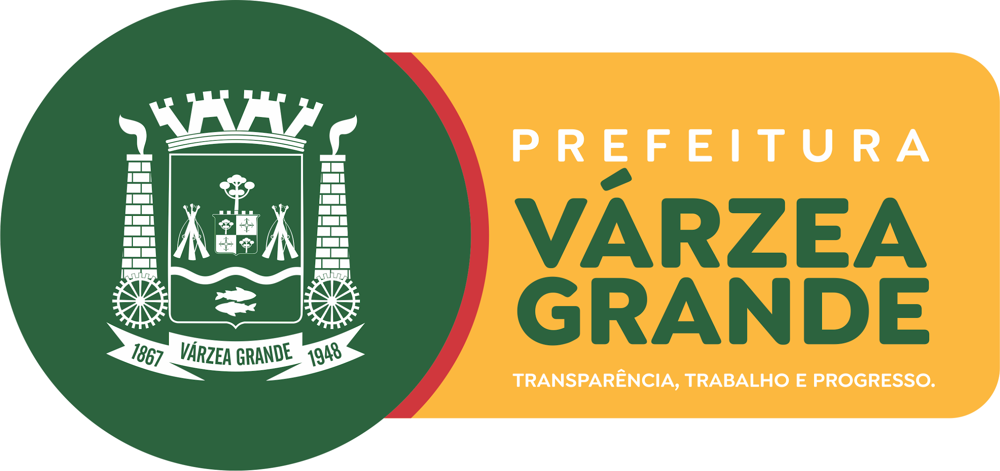 1867 VÁRZEA GRANDE 1948
PREFEITURA
VÁRZEA
GRANDE
TRANSPARÊNCIA, TRABALHO E PROGRESSO.